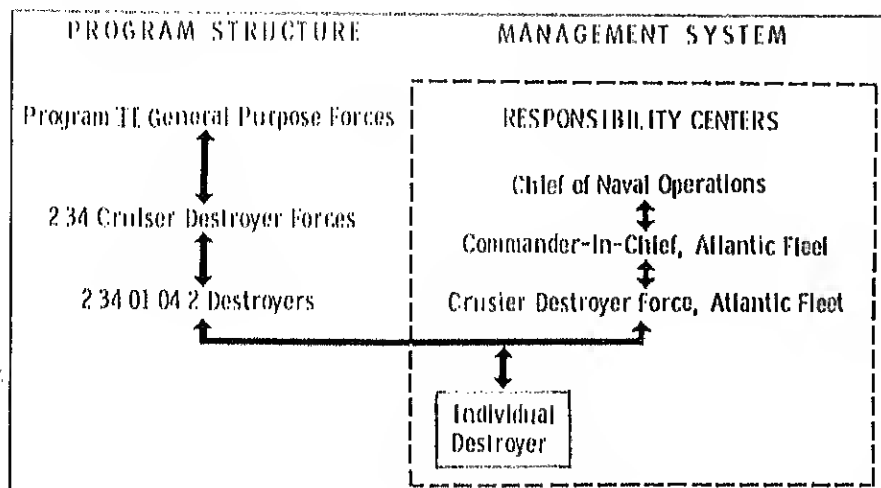 PROGRAM STRUCTURE
Program II General Purpose Forces
2 34 Cruiser Destroyer Forces
2 34 01 04 2 Destroyers
MANAGEMENT SYSTEM
RESPONSIBILITY CENTERS
Chief of Naval Operations
Commander-In-Chief, Atlantic Fleet
Crusier Destroyer Force, Atlantic Fleet
Individual
Destroyer